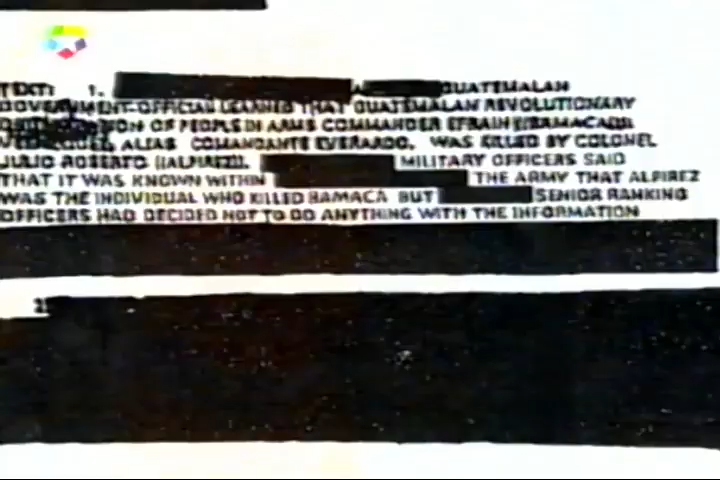 TEXT: 1. GUATEMALAN
GOVERNMENT OFFICIAL LEARNED THAT GUATEMALAN REVOLUTIONARY
ION OF PEOPLE IN ARMS COMMANDER EFRAIN ((BAMACA))
ALIAS COMANDANTE EVERARDO, WAS KILLED BY COLONEL
JULIO ROBERTO ((ALPIREZ)). MILITARY OFFICERS SAID
THAT IT WAS KNOWN WITHIN THE ARMY THAT ALPIREZ
WAS THE INDIVIDUAL WHO KILLED BAMACA BUT SENIOR RANKING
OFFICERS HAD DECIDED NOT TO DO ANYTHING WITH THE INFORMATION